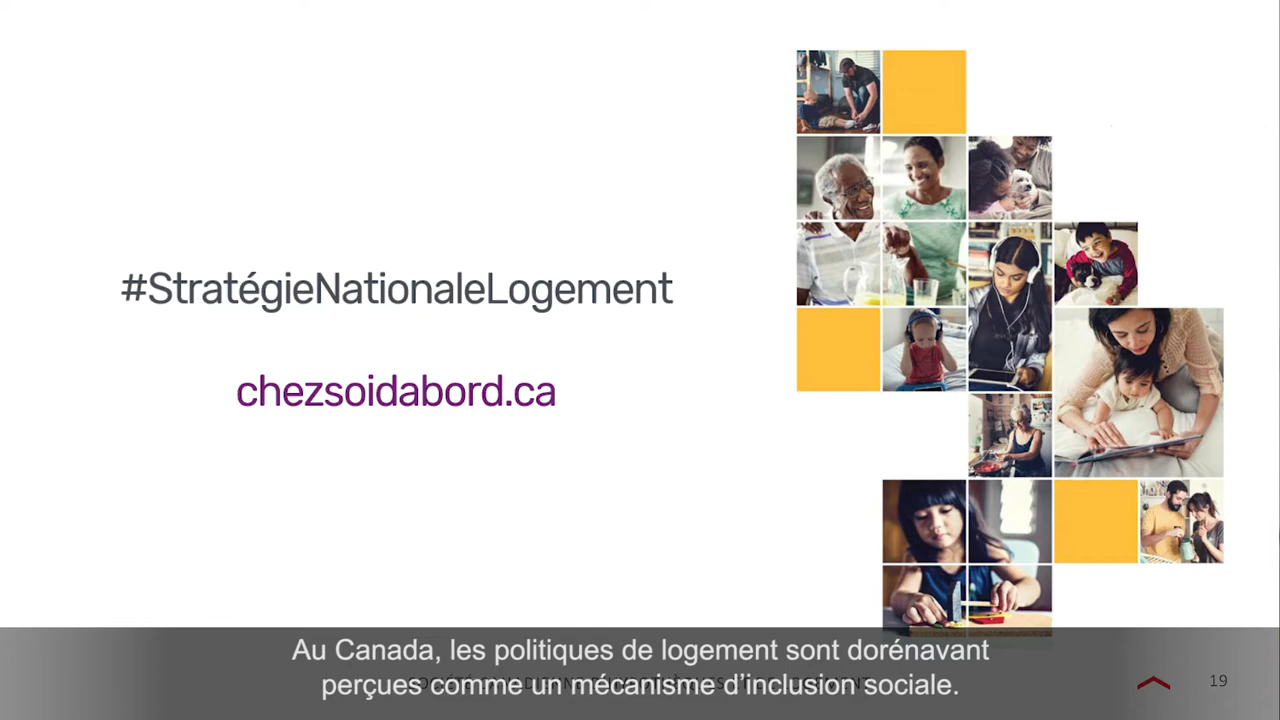 #StratégieNationaleLogement
chezsoidabord.ca
Au Canada, les politiques de logement sont dorénavant
perçues comme un mécanisme d'inclusion sociale.
19